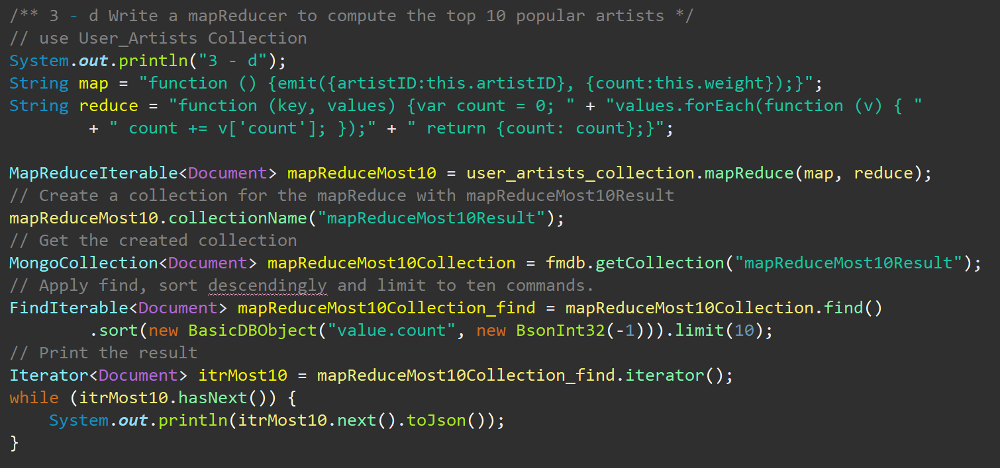 /** 3 - d Write a mapReducer to compute the top 10 popular artists */
// use User_Artists Collection
System.out.println("3 - d");
String map = "function () {emit({artistID:this.artistID}, {count:this.weight});}";
String reduce = "function (key, values) {var count = 0; " + "values.forEach(function (v) { "
        + " count += v['count']; });" + " return {count: count};}";
MapReduceIterable<Document> mapReduceMost10 = user_artists_collection.mapReduce(map, reduce);
// Create a collection for the mapReduce with mapReduceMost10Result
mapReduceMost10.collectionName("mapReduceMost10Result");
// Get the created collection
MongoCollection<Document> mapReduceMost10Collection = fmdb.getCollection("mapReduceMost10Result");
// Apply find, sort descendingly and limit to ten commands.
FindIterable<Document> mapReduceMost10Collection_find = mapReduceMost10Collection.find()
        .sort(new BasicDBObject("value.count", new BsonInt32(-1))).limit(10);
// Print the result
Iterator<Document> itrMost10 = mapReduceMost10Collection_find.iterator();
while (itrMost10.hasNext()) {
    System.out.println(itrMost10.next().toJson());
}